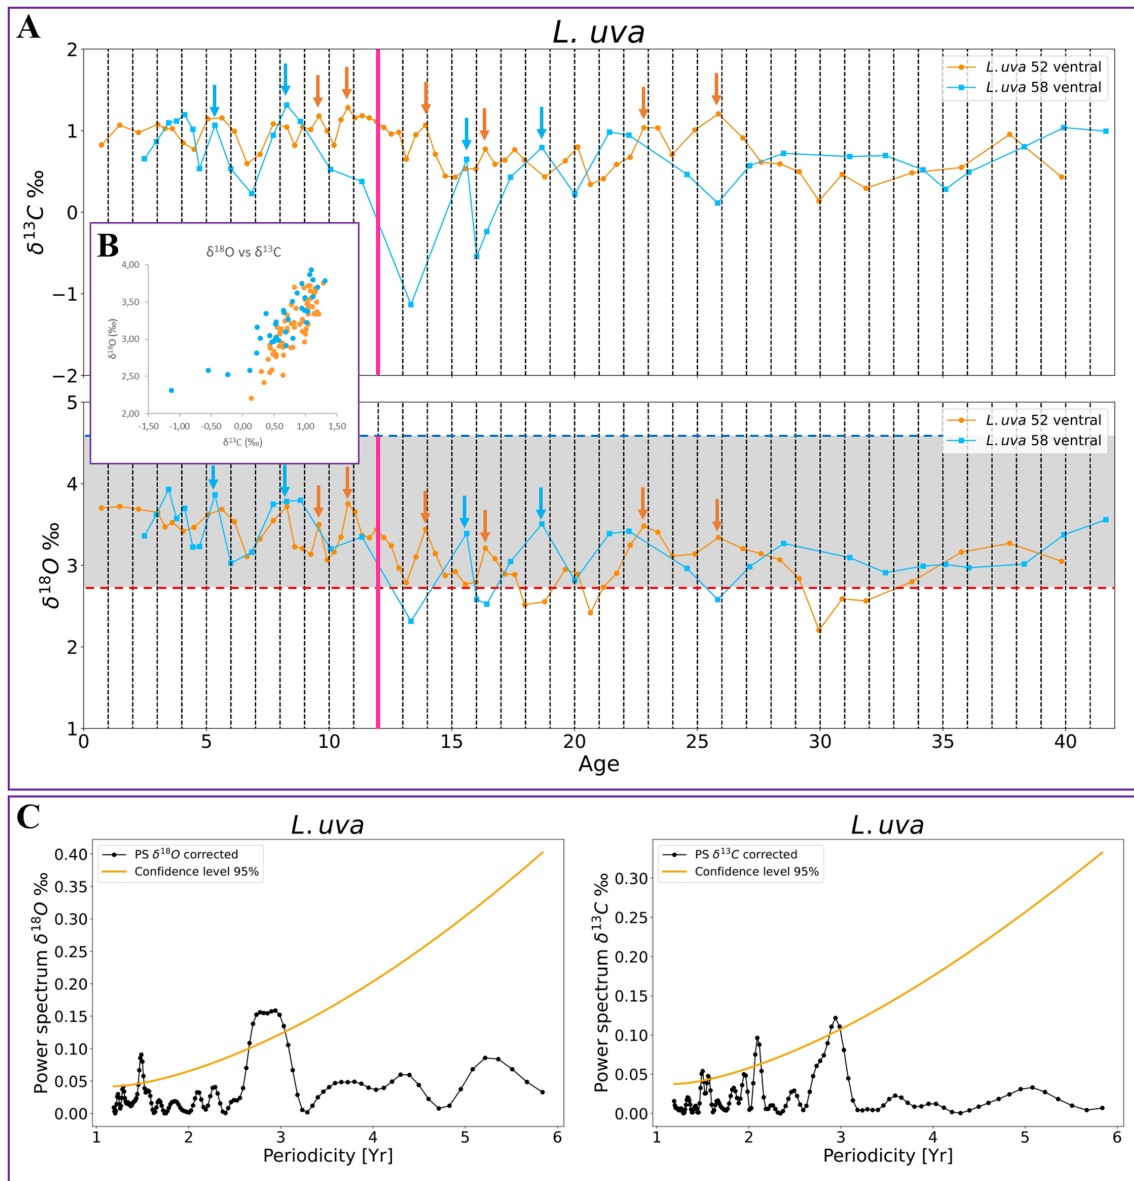 A
L. uva
2
1
0
−1
−2
δ¹³C ‰
L.uva 52 ventral
L.uva 58 ventral
B
δ¹⁸O vs δ¹³C
4,00
3,50
3,00
2,50
2,00
δ¹⁸O (‰)
-1,50 -1,00 -0,50 0,00 0,50 1,00 1,50
δ¹³C (‰)
5
4
3
2
1
δ¹⁸O ‰
L.uva 52 ventral
L.uva 58 ventral
0 5 10 15 20 25 30 35 40
Age
C
L. uva
0.40
0.35
0.30
0.25
0.20
0.15
0.10
0.05
0.00
Power spectrum δ¹⁸O ‰
PS δ¹⁸O corrected
Confidence level 95%
1 2 3 4 5 6
Periodicity [Yr]
L. uva
0.30
0.25
0.20
0.15
0.10
0.05
0.00
Power spectrum δ¹³C ‰
PS δ¹³C corrected
Confidence level 95%
1 2 3 4 5 6
Periodicity [Yr]